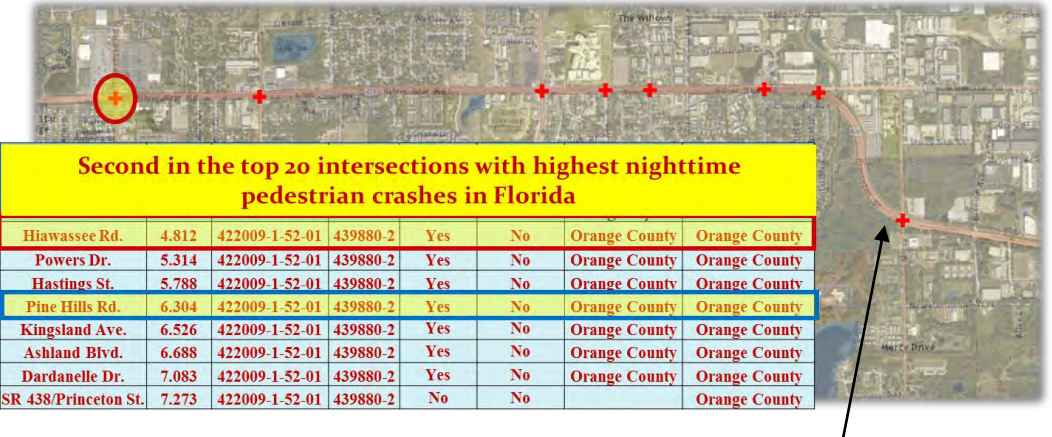 The Willows
Second in the top 20 intersections with highest nighttime
pedestrian crashes in Florida
Hiawassee Rd. 4.812 422009-1-52-01 439880-2 Yes No Orange County Orange County
Powers Dr. 5.314 422009-1-52-01 439880-2 Yes No Orange County Orange County
Hastings St. 5.788 422009-1-52-01 439880-2 Yes No Orange County Orange County
Pine Hills Rd. 6.304 422009-1-52-01 439880-2 Yes No Orange County Orange County
Kingsland Ave. 6.526 422009-1-52-01 439880-2 Yes No Orange County Orange County
Ashland Blvd. 6.688 422009-1-52-01 439880-2 Yes No Orange County Orange County
Dardanelle Dr. 7.083 422009-1-52-01 439880-2 Yes No Orange County Orange County
SR 438/Princeton St. 7.273 422009-1-52-01 439880-2 No No Orange County
Mercy Drive